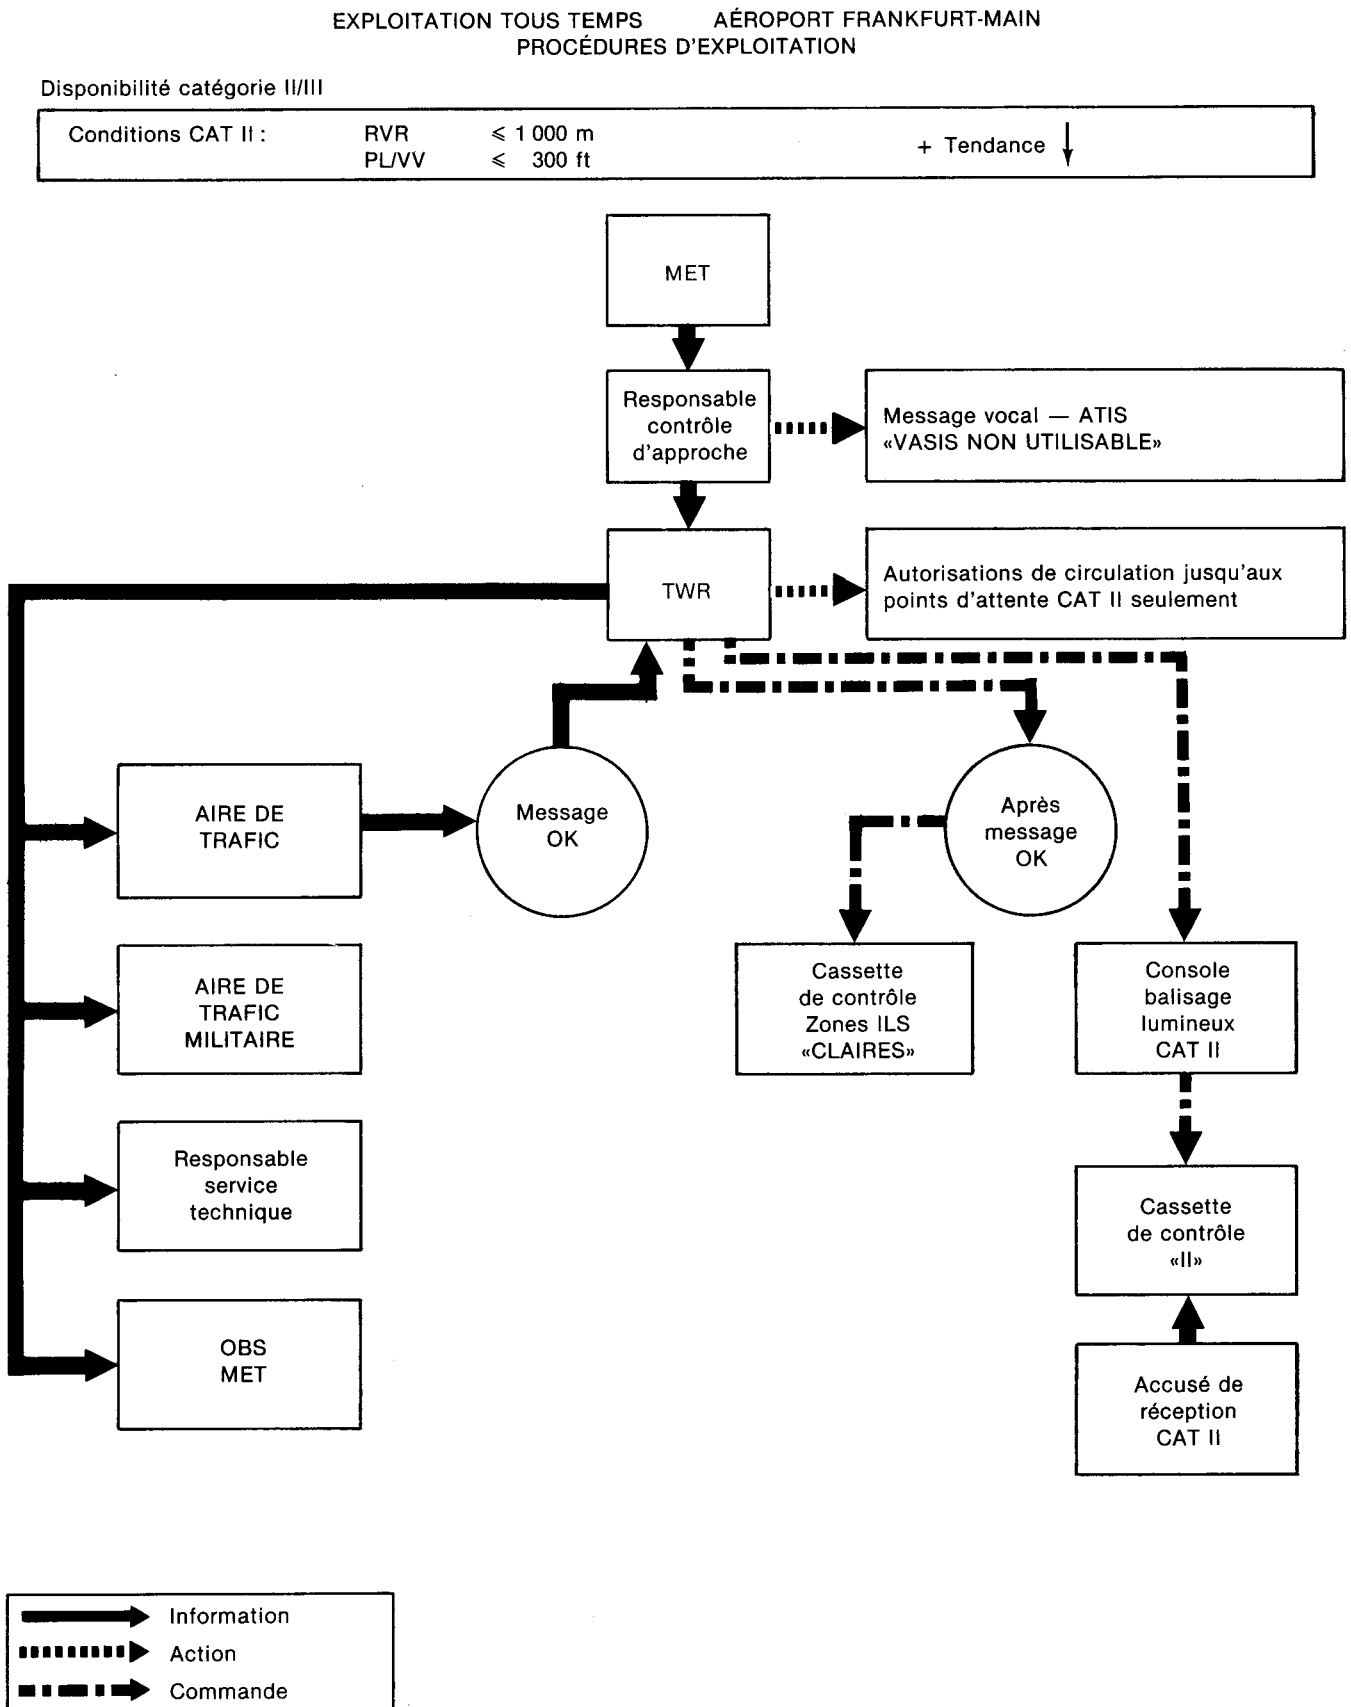 EXPLOITATION TOUS TEMPS AÉROPORT FRANKFURT-MAIN
PROCÉDURES D'EXPLOITATION
Disponibilité catégorie II/III
Conditions CAT II : RVR ⩽ 1 000 m
PL/VV ⩽ 300 ft
+ Tendance
MET
Responsable
contrôle
d'approche
Message vocal — ATIS
«VASIS NON UTILISABLE»
TWR
Autorisations de circulation jusqu'aux
points d'attente CAT II seulement
AIRE DE
TRAFIC
Message
OK
Après
message
OK
AIRE DE
TRAFIC
MILITAIRE
Cassette
de contrôle
Zones ILS
«CLAIRES»
Console
balisage
lumineux
CAT II
Responsable
service
technique
Cassette
de contrôle
«II»
OBS
MET
Accusé de
réception
CAT II
Information
Action
Commande